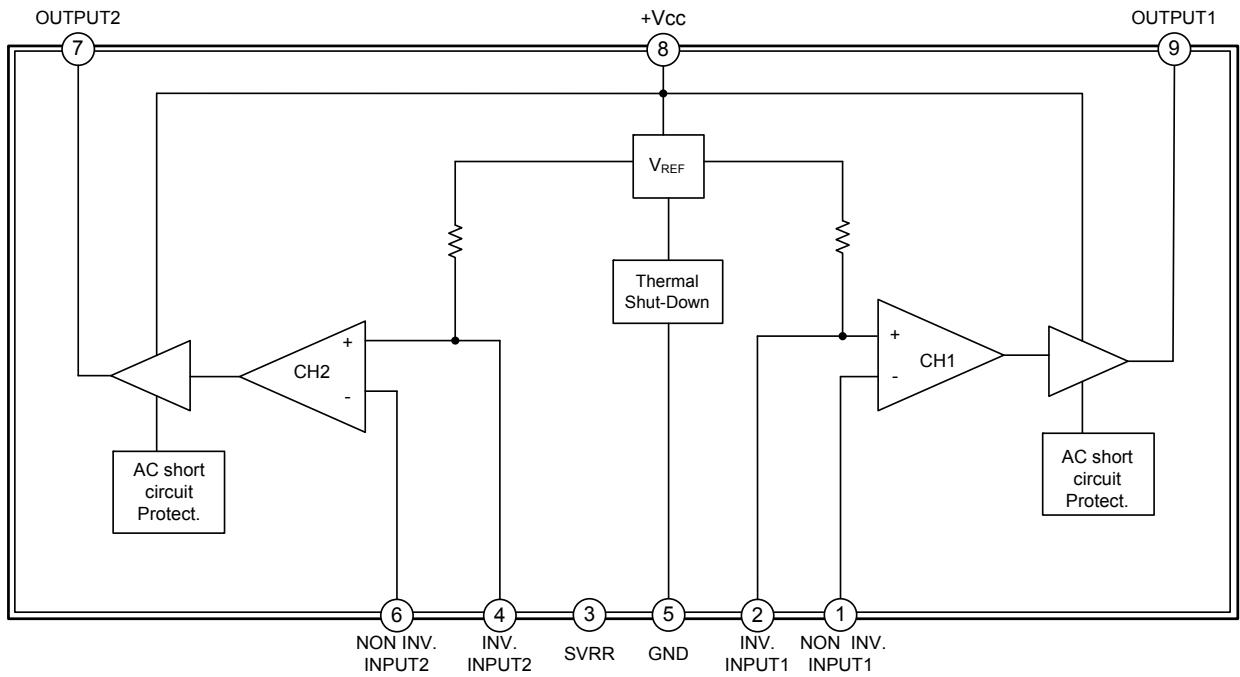 OUTPUT2
+Vcc
OUTPUT1
7
8
9
VREF
Thermal
Shut-Down
+
CH2
-
+
CH1
-
AC short
circuit
Protect.
AC short
circuit
Protect.
6
4
3
5
2
1
NON INV.
INPUT2
INV.
INPUT2
SVRR
GND
INV.
INPUT1
NON INV.
INPUT1